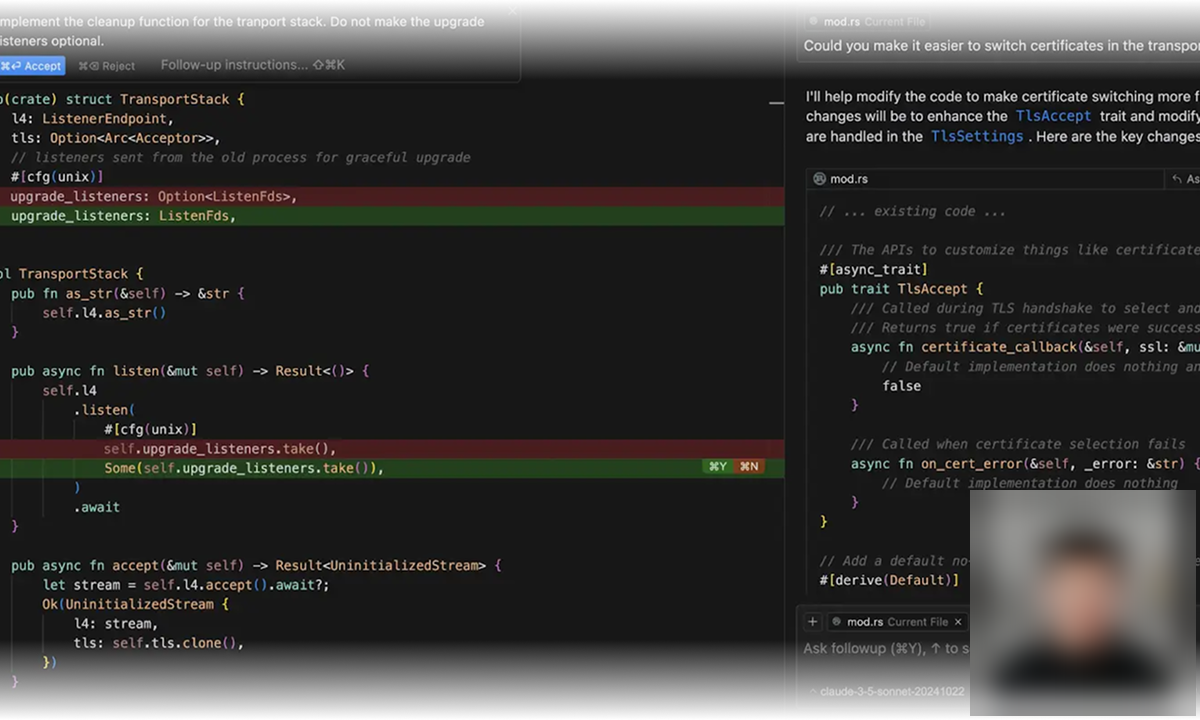 mplement the cleanup function for the tranport stack. Do not make the upgrade
isteners optional.
⌘⏎ Accept ⌘⌫ Reject Follow-up instructions... ⇧⌘K
o(crate) struct TransportStack {
l4: ListenerEndpoint,
tls: Option<Arc<Acceptor>>,
// listeners sent from the old process for graceful upgrade
#[cfg(unix)]
upgrade_listeners: Option<ListenFds>,
upgrade_listeners: ListenFds,
ol TransportStack {
pub fn as_str(&self) -> &str {
self.l4.as_str()
}
pub async fn listen(&mut self) -> Result<()> {
self.l4
.listen(
#[cfg(unix)]
self.upgrade_listeners.take(),
Some(self.upgrade_listeners.take()), ⌘Y ⌘N
)
.await
}
pub async fn accept(&mut self) -> Result<UninitializedStream> {
let stream = self.l4.accept().await?;
Ok(UninitializedStream {
l4: stream,
tls: self.tls.clone(),
})
}
mod.rs Current File
Could you make it easier to switch certificates in the transpor
I'll help modify the code to make certificate switching more f
changes will be to enhance the TlsAccept trait and modify
are handled in the TlsSettings . Here are the key changes
mod.rs As
// ... existing code ...
/// The APIs to customize things like certificate
#[async_trait]
pub trait TlsAccept {
/// Called during TLS handshake to select and
/// Returns true if certificates were success
async fn certificate_callback(&self, ssl: &mu
// Default implementation does nothing an
false
}
/// Called when certificate selection fails
async fn on_cert_error(&self, _error: &str) {
// Default implementation does nothing
}
}
// Add a default no-
#[derive(Default)]
+ mod.rs Current File ×
Ask followup (⌘Y), ↑ to s
^ claude-3-5-sonnet-20241022